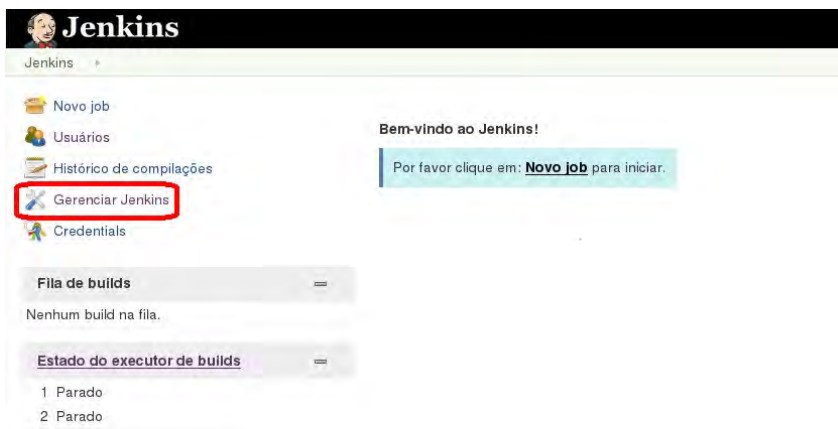 Jenkins
Jenkins
Novo job
Usuários
Histórico de compilações
Gerenciar Jenkins
Credentials
Bem-vindo ao Jenkins!
Por favor clique em: Novo job para iniciar.
Fila de builds
Nenhum build na fila.
Estado do executor de builds
1 Parado
2 Parado